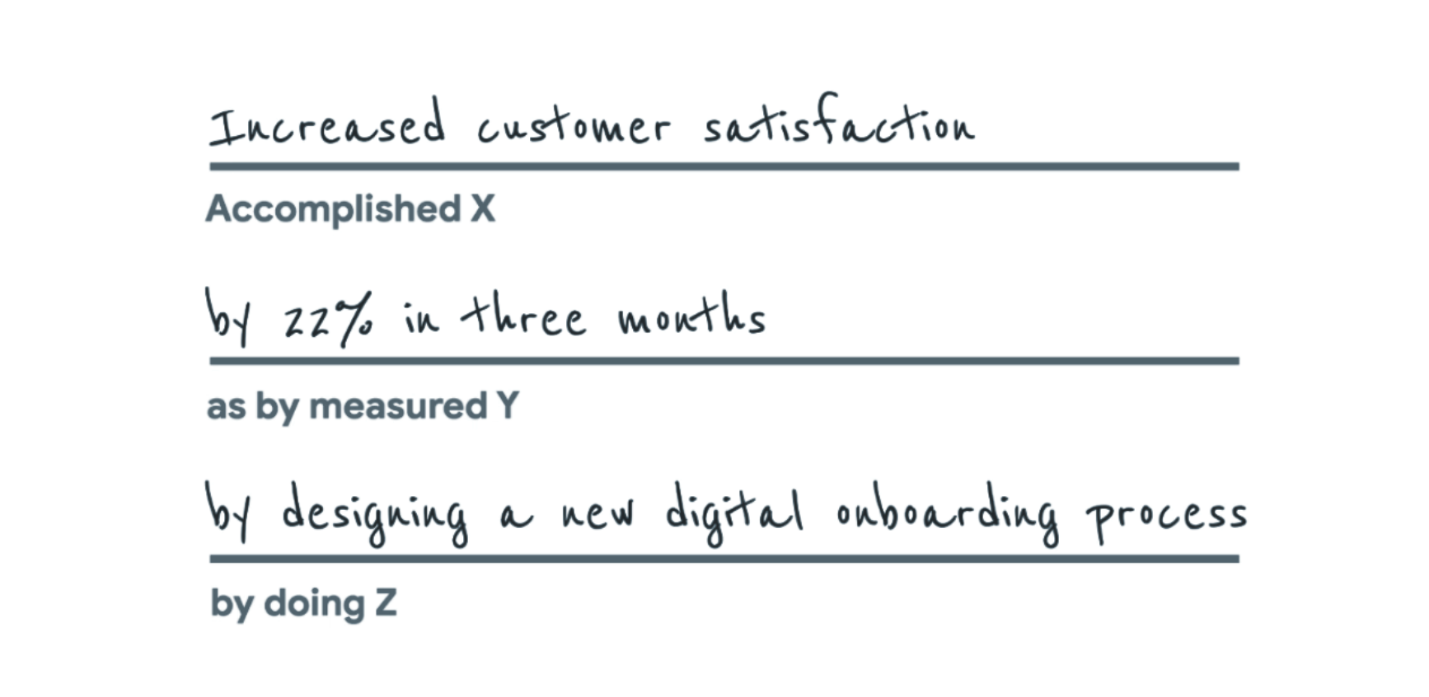 Increased customer satisfaction
Accomplished X
by 22% in three months
as by measured Y
by designing a new digital onboarding process
by doing Z